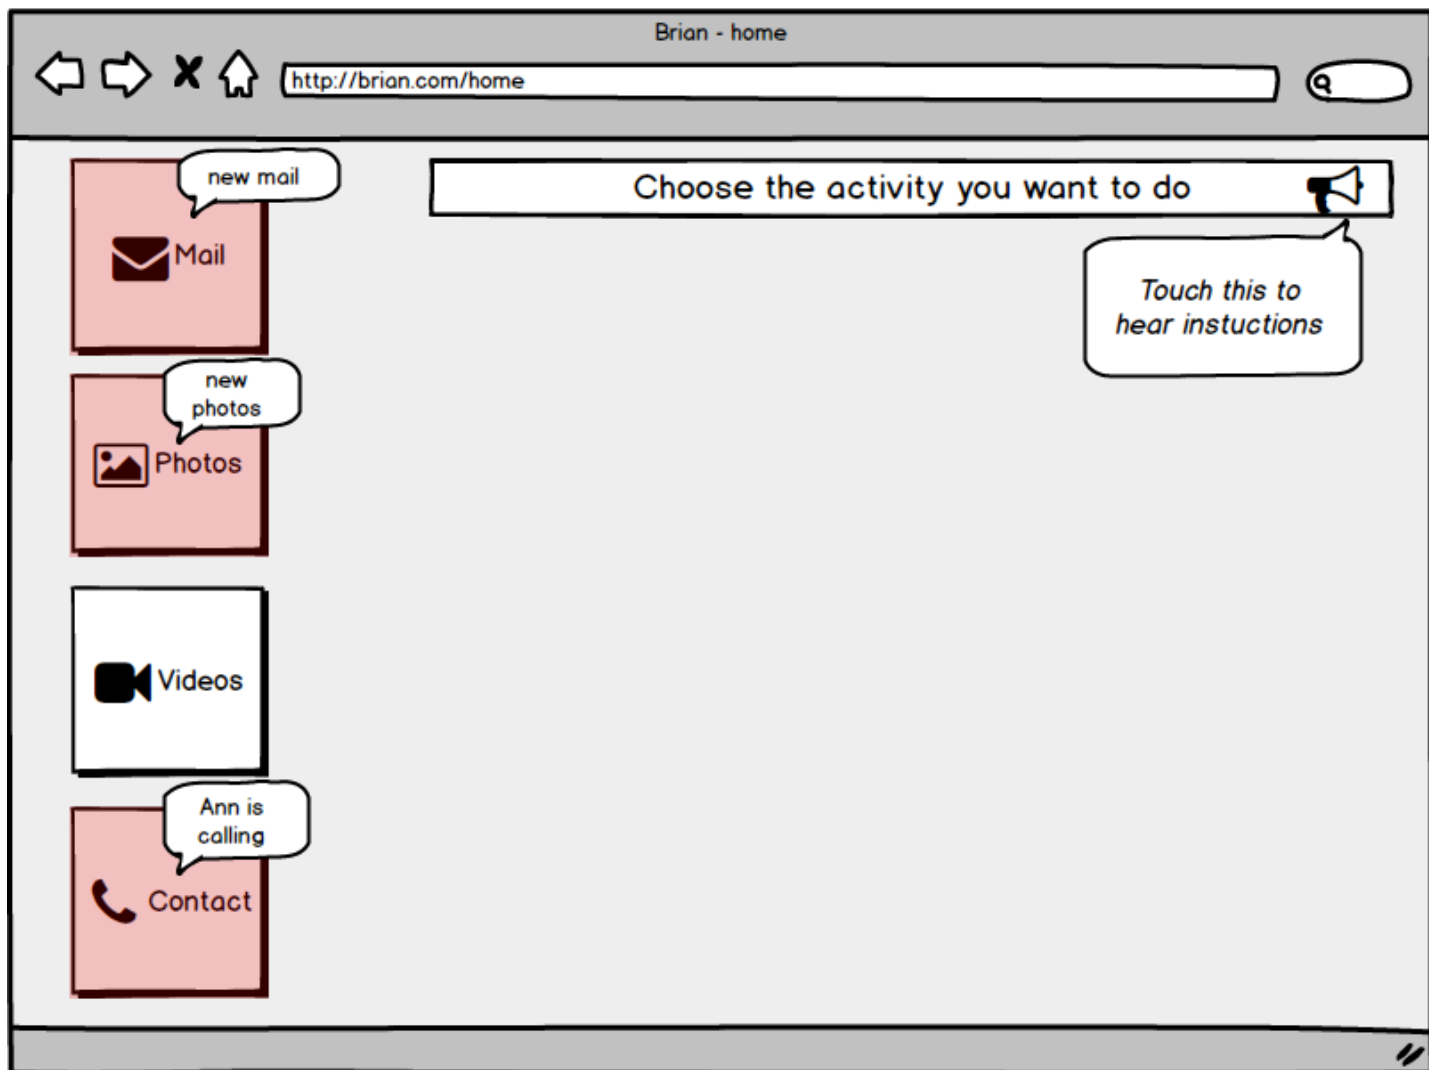 Brian - home
http://brian.com/home
new mail
Mail
Choose the activity you want to do
Touch this to
hear instuctions
new
photos
Photos
Videos
Ann is
calling
Contact